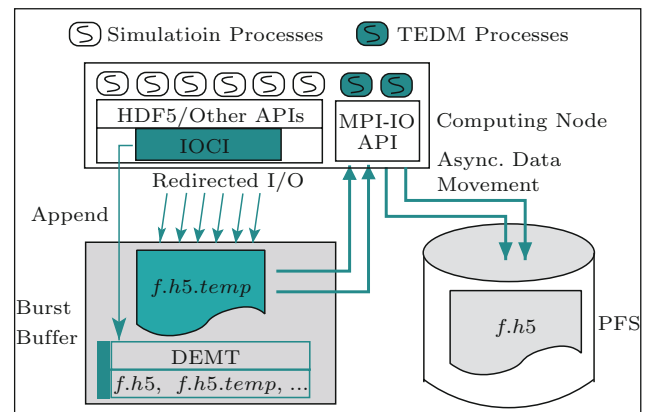 Simulatioin Processes
TEDM Processes
HDF5/Other APIs
IOCI
MPI-IO
API
Computing Node
Async. Data
Movement
Redirected I/O
Append
f.h5.temp
Burst
Buffer
DEMT
f.h5, f.h5.temp, ...
f.h5
PFS